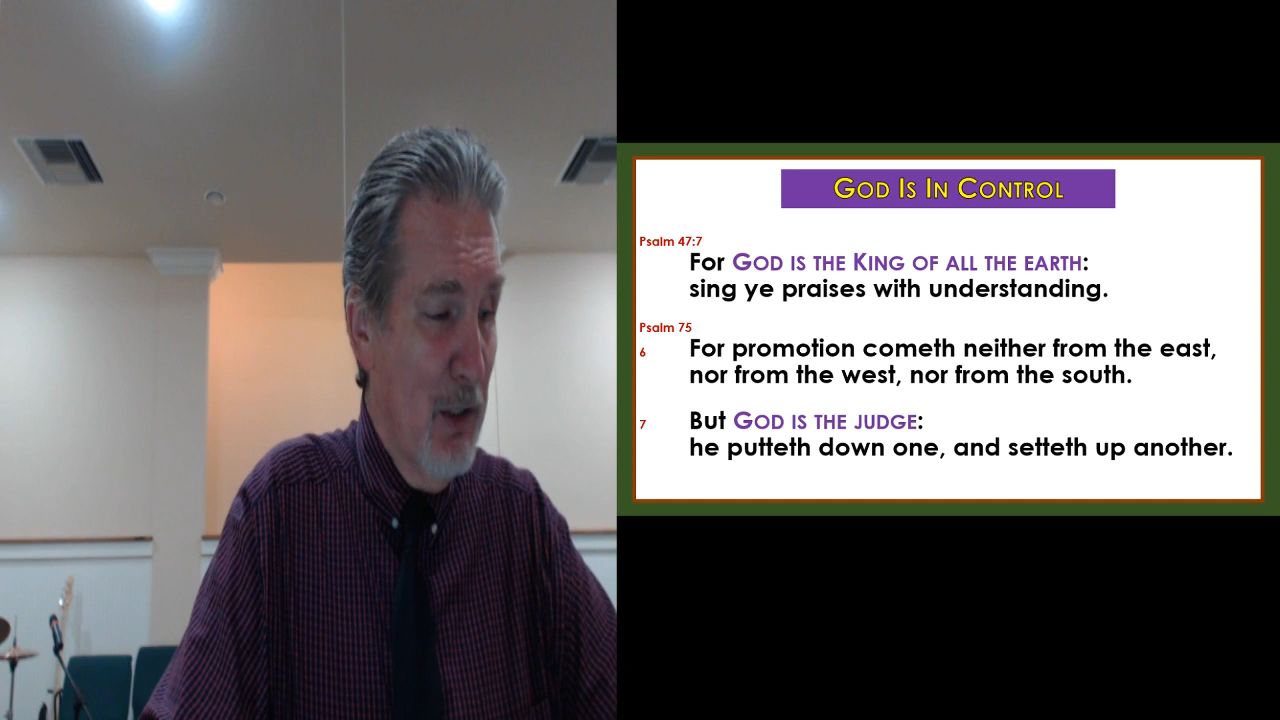 God Is In Control
Psalm 47:7
For God is the King of all the earth:
sing ye praises with understanding.
Psalm 75
6 For promotion cometh neither from the east,
nor from the west, nor from the south.
7 But God is the judge:
he putteth down one, and setteth up another.